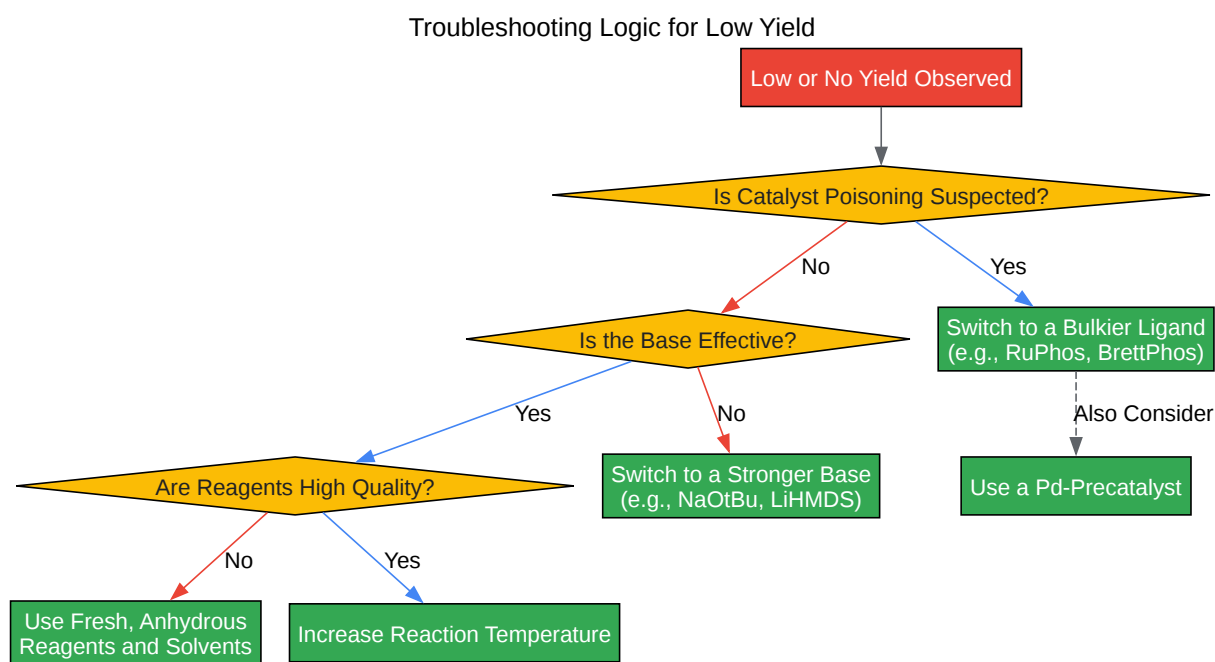 Troubleshooting Logic for Low Yield
Low or No Yield Observed
Is Catalyst Poisoning Suspected?
No
Yes
Is the Base Effective?
Switch to a Bulkier Ligand
(e.g., RuPhos, BrettPhos)
Yes
No
Also Consider
Are Reagents High Quality?
Switch to a Stronger Base
(e.g., NaOtBu, LiHMDS)
Use a Pd-Precatalyst
No
Yes
Use Fresh, Anhydrous
Reagents and Solvents
Increase Reaction Temperature